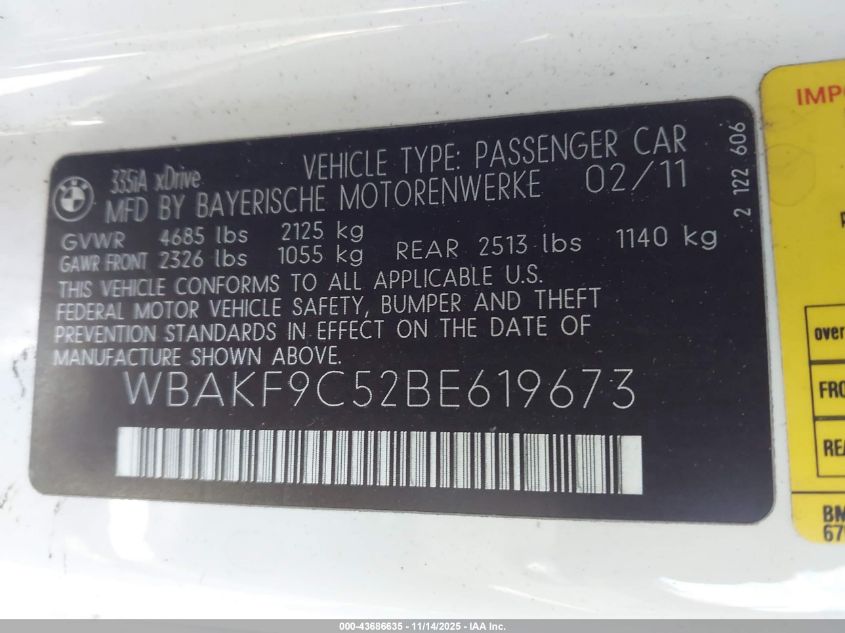 BMW
335iA xDrive
VEHICLE TYPE: PASSENGER CAR
MFD BY BAYERISCHE MOTORENWERKE 02/11
GVWR 4685 lbs 2125 kg
GAWR FRONT 2326 lbs 1055 kg REAR 2513 lbs 1140 kg
THIS VEHICLE CONFORMS TO ALL APPLICABLE U.S.
FEDERAL MOTOR VEHICLE SAFETY, BUMPER AND THEFT
PREVENTION STANDARDS IN EFFECT ON THE DATE OF
MANUFACTURE SHOWN ABOVE.
WBAKF9C52BE619673
2 122 606
IMPO
over
FRO
REA
BM
67
000-43686635 - 11/14/2025 - IAA Inc.